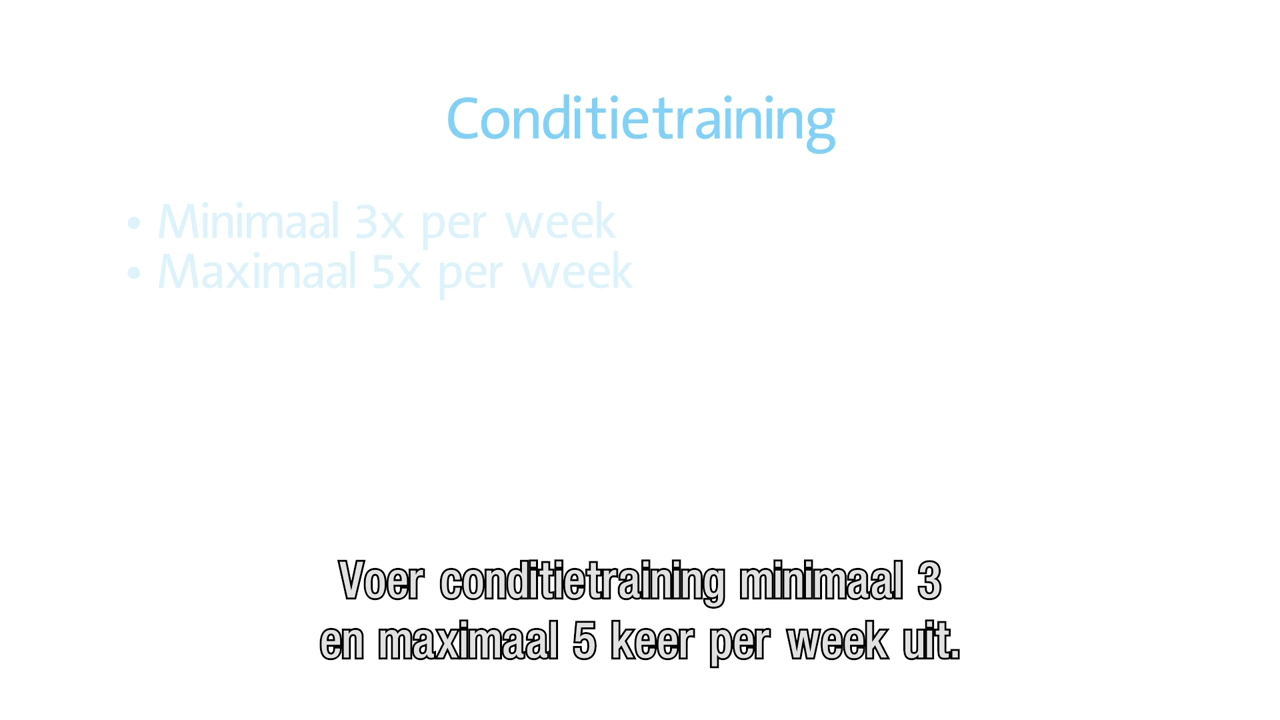 Conditietraining
• Minimaal 3x per week
• Maximaal 5x per week
Voer conditietraining minimaal 3
en maximaal 5 keer per week uit.